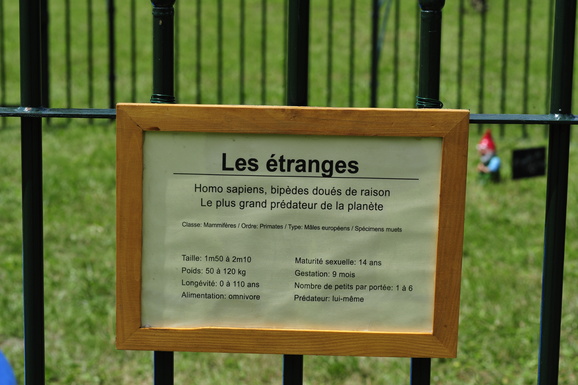 Les étranges
Homo sapiens, bipèdes doués de raison
Le plus grand prédateur de la planète
Classe: Mammifères / Ordre: Primates / Type: Mâles européens / Spécimens muets
Taille: 1m50 à 2m10
Poids: 50 à 120 kg
Longévité: 0 à 110 ans
Alimentation: omnivore
Maturité sexuelle: 14 ans
Gestation: 9 mois
Nombre de petits par portée: 1 à 6
Prédateur: lui-même